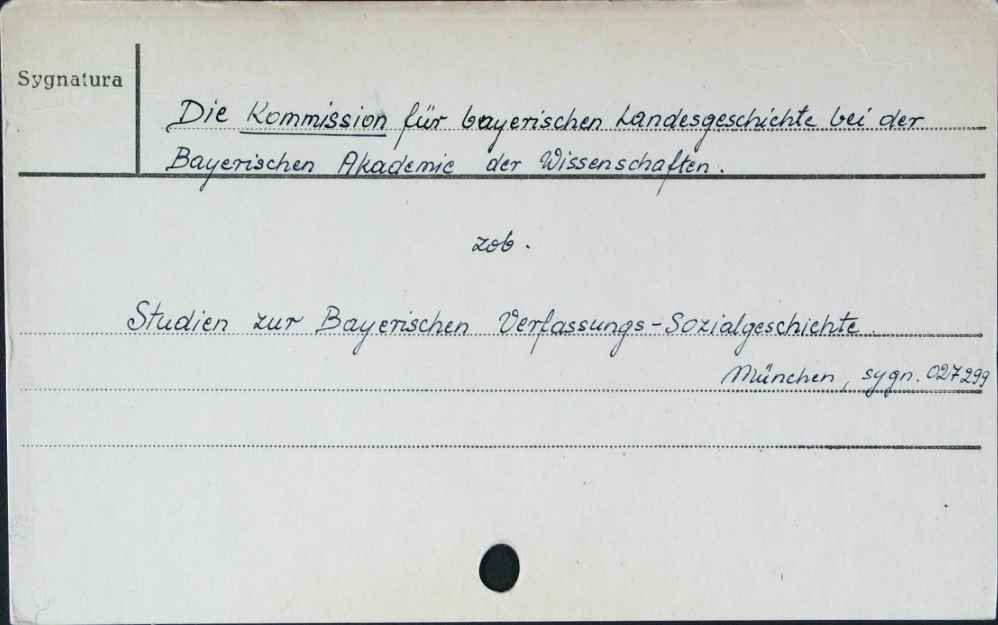 Sygnatura
Die Kommission für bayerischen Landesgeschichte bei der
Bayerischen Akademie der Wissenschaften.
zob.
Studien zur Bayerischen Verfassungs-Sozialgeschichte.
München, sygn. 027299